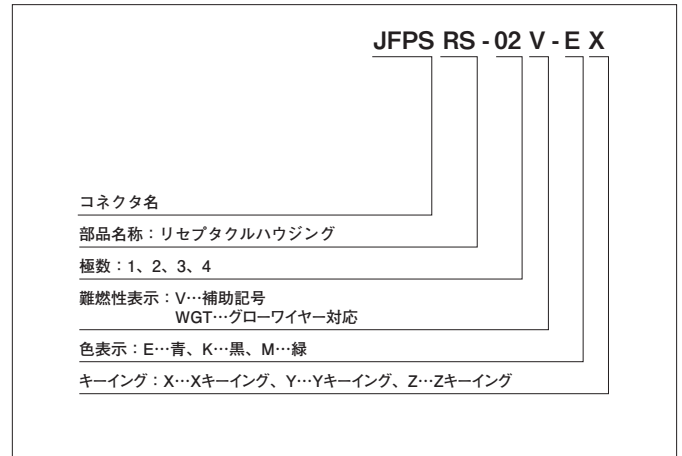 JFPS RS - 02 V - E X
コネクタ名
部品名称：リセプタクルハウジング
極数：1、2、3、4
難燃性表示：V…補助記号
WGT…グローワイヤー対応
色表示：E…青、K…黒、M…緑
キーイング：X…Xキーイング、Y…Yキーイング、Z…Zキーイング